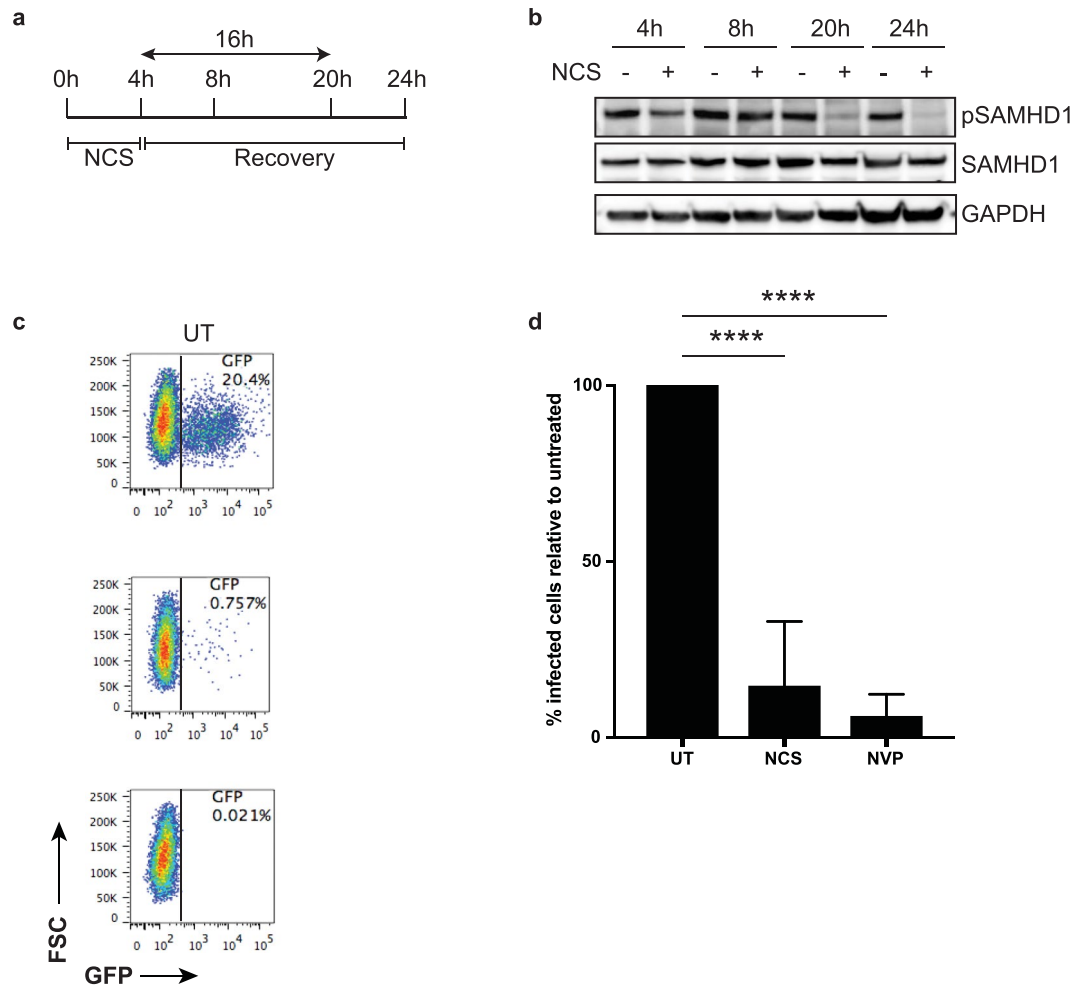 a
16h
0h 4h 8h 20h 24h
NCS Recovery
b
4h 8h 20h 24h
NCS - + - + - + - +
pSAMHD1
SAMHD1
GAPDH
c
UT
GFP
20.4%
250K
200K
150K
100K
50K
0
0 10² 10³ 10⁴ 10⁵
GFP
0.757%
250K
200K
150K
100K
50K
0
0 10² 10³ 10⁴ 10⁵
GFP
0.021%
250K
200K
150K
100K
50K
0
0 10² 10³ 10⁴ 10⁵
FSC
GFP
d
****
****
% infected cells relative to untreated
100
50
0
UT NCS NVP